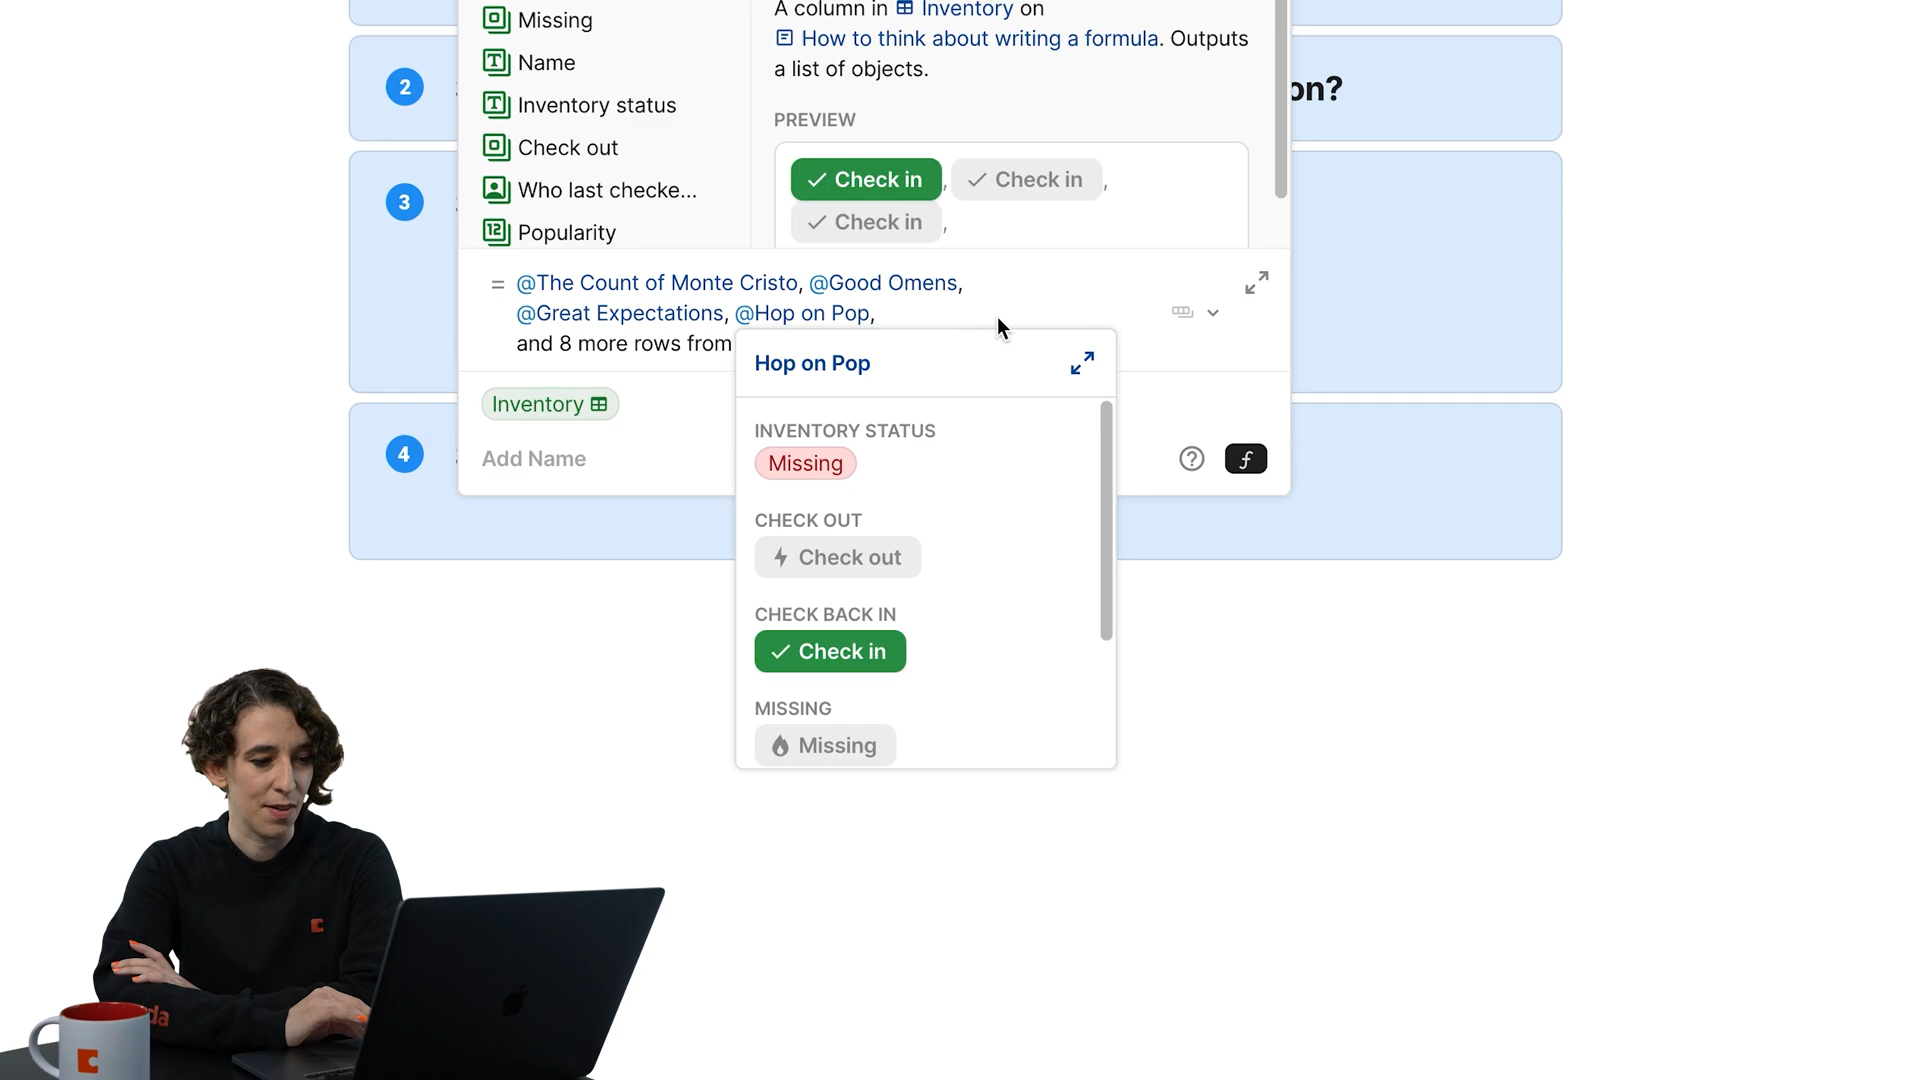 Missing
Name
Inventory status
Check out
Who last checke...
Popularity
A column in Inventory on
How to think about writing a formula. Outputs
a list of objects.
PREVIEW
Check in, Check in,
Check in,
2
on?
3
4
= @The Count of Monte Cristo, @Good Omens,
@Great Expectations, @Hop on Pop,
and 8 more rows from
Inventory
Add Name
Hop on Pop
INVENTORY STATUS
Missing
CHECK OUT
Check out
CHECK BACK IN
Check in
MISSING
Missing
da